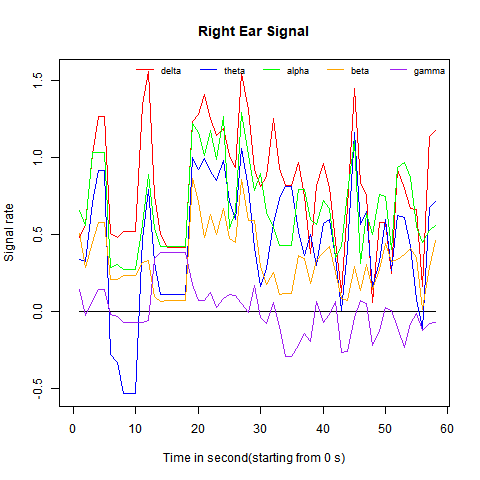 Right Ear Signal
delta theta alpha beta gamma
1.5
1.0
0.5
0.0
-0.5
Signal rate
0 10 20 30 40 50 60
Time in second(starting from 0 s)